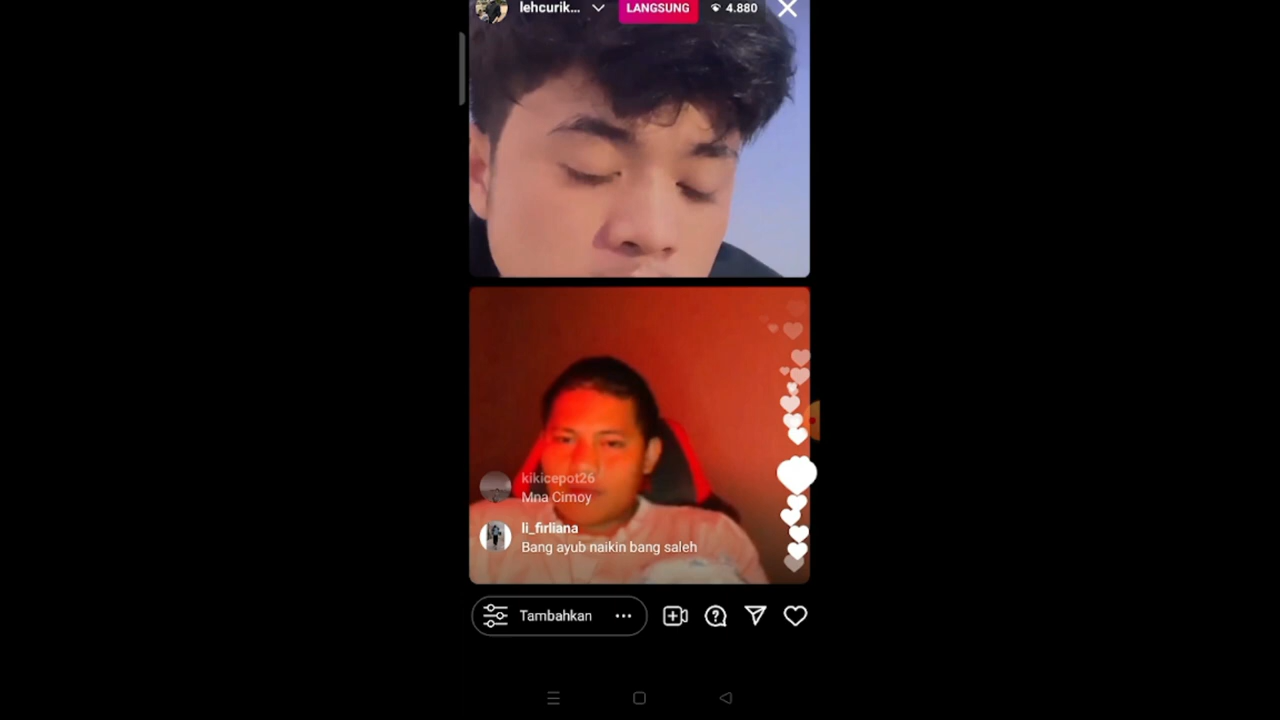 lehcurik...
LANGSUNG
4.880
kikicepot26
Mna Cimoy
li_firliana
Bang ayub naikin bang saleh
Tambahkan